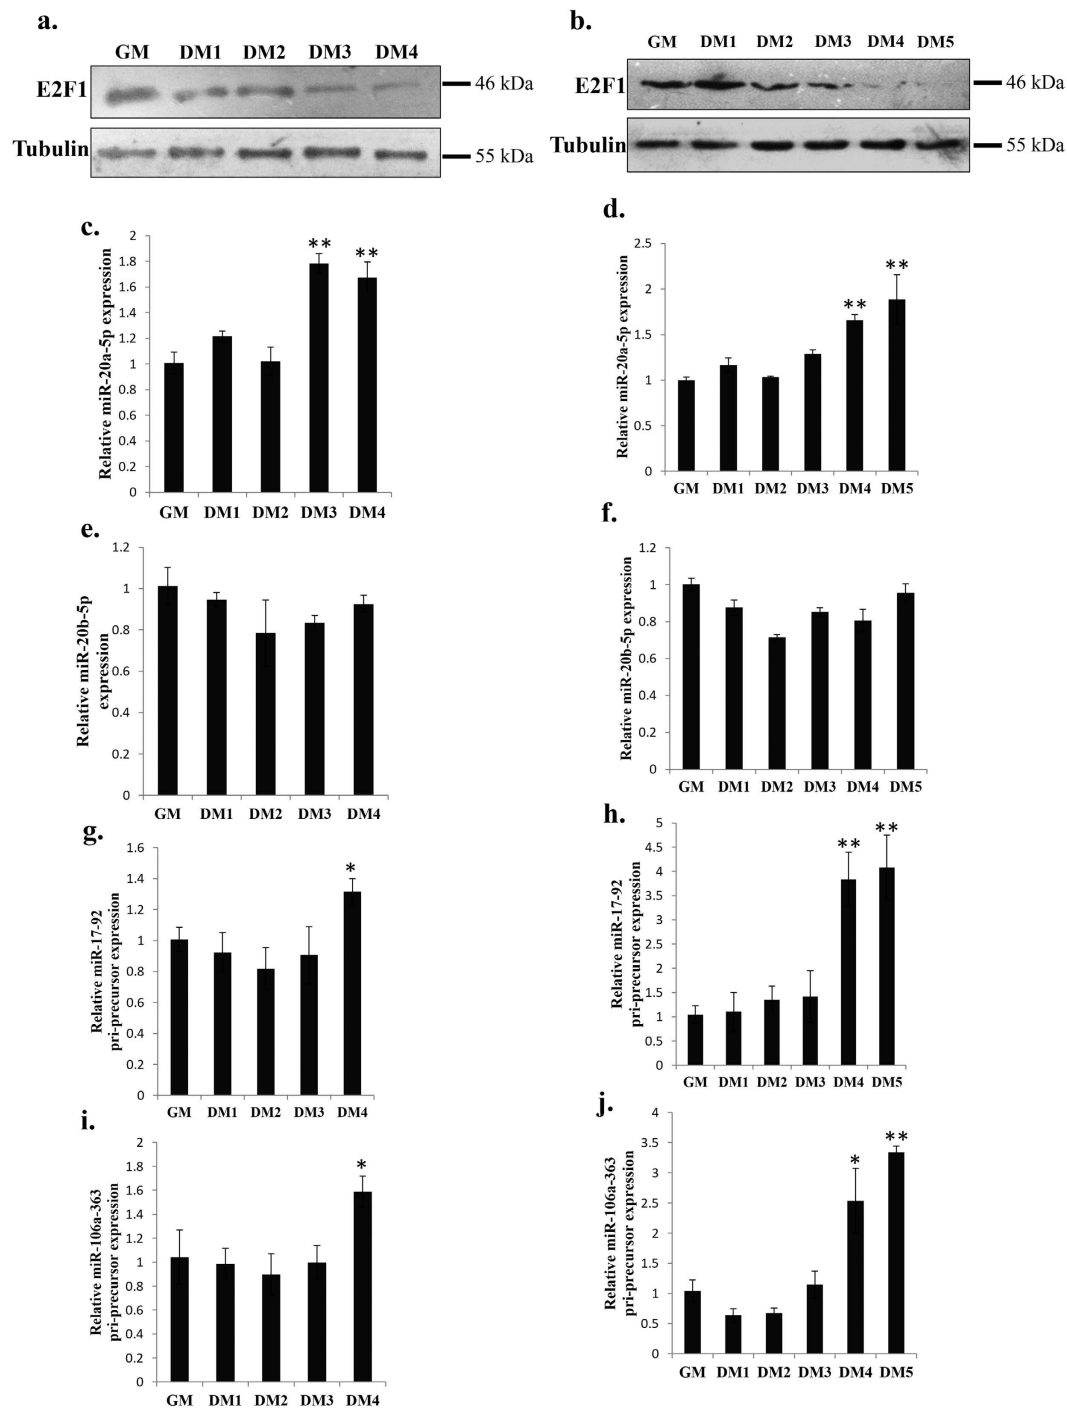 a.
GM DM1 DM2 DM3 DM4
E2F1
46 kDa
Tubulin
55 kDa
b.
GM DM1 DM2 DM3 DM4 DM5
E2F1
46 kDa
Tubulin
55 kDa
c.
Relative miR-20a-5p expression
2
1.8
1.6
1.4
1.2
1
0.8
0.6
0.4
0.2
0
** **
GM DM1 DM2 DM3 DM4
d.
Relative miR-20a-5p expression
2.5
2
1.5
1
0.5
0
** **
GM DM1 DM2 DM3 DM4 DM5
e.
Relative miR-20b-5p
expression
1.2
1
0.8
0.6
0.4
0.2
0
GM DM1 DM2 DM3 DM4
f.
Relative miR-20b-5p expression
1.2
1
0.8
0.6
0.4
0.2
0
GM DM1 DM2 DM3 DM4 DM5
g.
Relative miR-17-92
pri-precursor expression
1.6
1.4
1.2
1
0.8
0.6
0.4
0.2
0
*
GM DM1 DM2 DM3 DM4
h.
Relative miR-17-92
pri-precursor expression
5
4.5
4
3.5
3
2.5
2
1.5
1
0.5
0
** **
GM DM1 DM2 DM3 DM4 DM5
i.
Relative miR-106a-363
pri-precursor expression
2
1.8
1.6
1.4
1.2
1
0.8
0.6
0.4
0.2
0
*
GM DM1 DM2 DM3 DM4
j.
Relative miR-106a-363
pri-precursor expression
4
3.5
3
2.5
2
1.5
1
0.5
0
* **
GM DM1 DM2 DM3 DM4 DM5